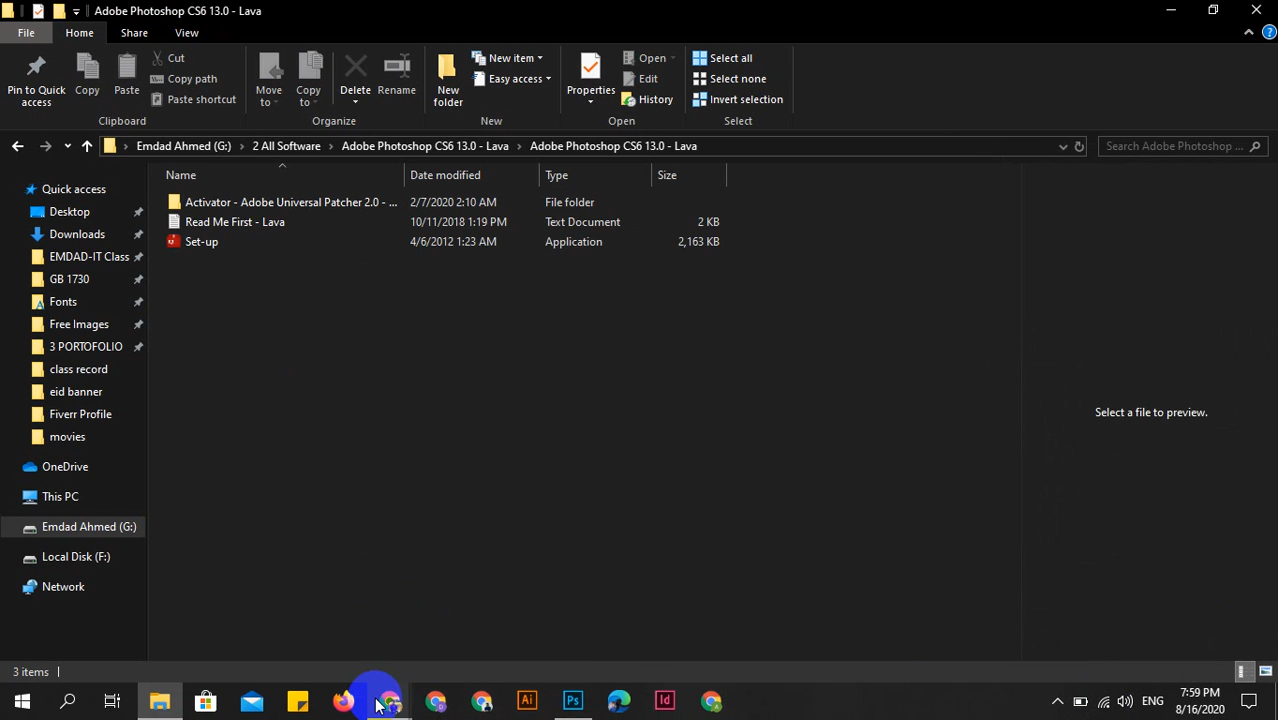 Adobe Photoshop CS6 13.0 - Lava
File Home Share View
Pin to Quick access
Copy
Paste
Cut
Copy path
Paste shortcut
Clipboard
Move to
Copy to
Delete
Rename
Organize
New folder
New item
Easy access
New
Properties
Open
Edit
History
Open
Select all
Select none
Invert selection
Select
Emdad Ahmed (G:) › 2 All Software › Adobe Photoshop CS6 13.0 - Lava › Adobe Photoshop CS6 13.0 - Lava
Search Adobe Photoshop ...
Name Date modified Type Size
Activator - Adobe Universal Patcher 2.0 - ... 2/7/2020 2:10 AM File folder
Read Me First - Lava 10/11/2018 1:19 PM Text Document 2 KB
Set-up 4/6/2012 1:23 AM Application 2,163 KB
Quick access
Desktop
Downloads
EMDAD-IT Class
GB 1730
Fonts
Free Images
3 PORTOFOLIO
class record
eid banner
Fiverr Profile
movies
OneDrive
This PC
Emdad Ahmed (G:)
Local Disk (F:)
Network
Select a file to preview.
3 items
Ai
Ps
Id
ENG
7:59 PM
8/16/2020